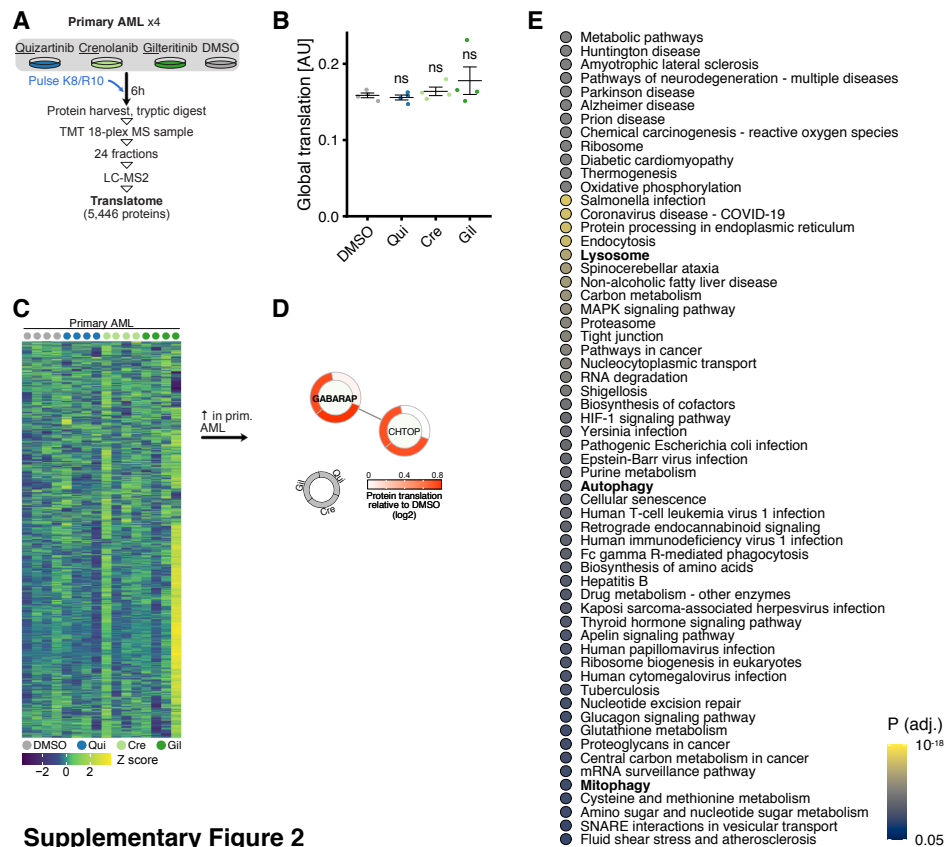 A
Primary AML x4
Quizartinib Crenolanib Gilteritinib DMSO
Pulse K8/R10
6h
Protein harvest, tryptic digest
TMT 18-plex MS sample
24 fractions
LC-MS2
Translatome
(5,446 proteins)
B
Global translation [AU]
0.2
0.1
0.0
ns
ns
ns
DMSO
Qui
Cre
Gil
C
Primary AML
DMSO Qui Cre Gil
−2 0 2 Z score
↑ in prim.
AML
D
GABARAP
CHTOP
Gil
Qui
Cre
0 0.4 0.8
Protein translation
relative to DMSO
(log2)
E
Metabolic pathways
Huntington disease
Amyotrophic lateral sclerosis
Pathways of neurodegeneration - multiple diseases
Parkinson disease
Alzheimer disease
Prion disease
Chemical carcinogenesis - reactive oxygen species
Ribosome
Diabetic cardiomyopathy
Thermogenesis
Oxidative phosphorylation
Salmonella infection
Coronavirus disease - COVID-19
Protein processing in endoplasmic reticulum
Endocytosis
Lysosome
Spinocerebellar ataxia
Non-alcoholic fatty liver disease
Carbon metabolism
MAPK signaling pathway
Proteasome
Tight junction
Pathways in cancer
Nucleocytoplasmic transport
RNA degradation
Shigellosis
Biosynthesis of cofactors
HIF-1 signaling pathway
Yersinia infection
Pathogenic Escherichia coli infection
Epstein-Barr virus infection
Purine metabolism
Autophagy
Cellular senescence
Human T-cell leukemia virus 1 infection
Retrograde endocannabinoid signaling
Human immunodeficiency virus 1 infection
Fc gamma R-mediated phagocytosis
Biosynthesis of amino acids
Hepatitis B
Drug metabolism - other enzymes
Kaposi sarcoma-associated herpesvirus infection
Thyroid hormone signaling pathway
Apelin signaling pathway
Human papillomavirus infection
Ribosome biogenesis in eukaryotes
Human cytomegalovirus infection
Tuberculosis
Nucleotide excision repair
Glucagon signaling pathway
Glutathione metabolism
Proteoglycans in cancer
Central carbon metabolism in cancer
mRNA surveillance pathway
Mitophagy
Cysteine and methionine metabolism
Amino sugar and nucleotide sugar metabolism
SNARE interactions in vesicular transport
Fluid shear stress and atherosclerosis
P (adj.)
10⁻¹⁸
0.05
Supplementary Figure 2